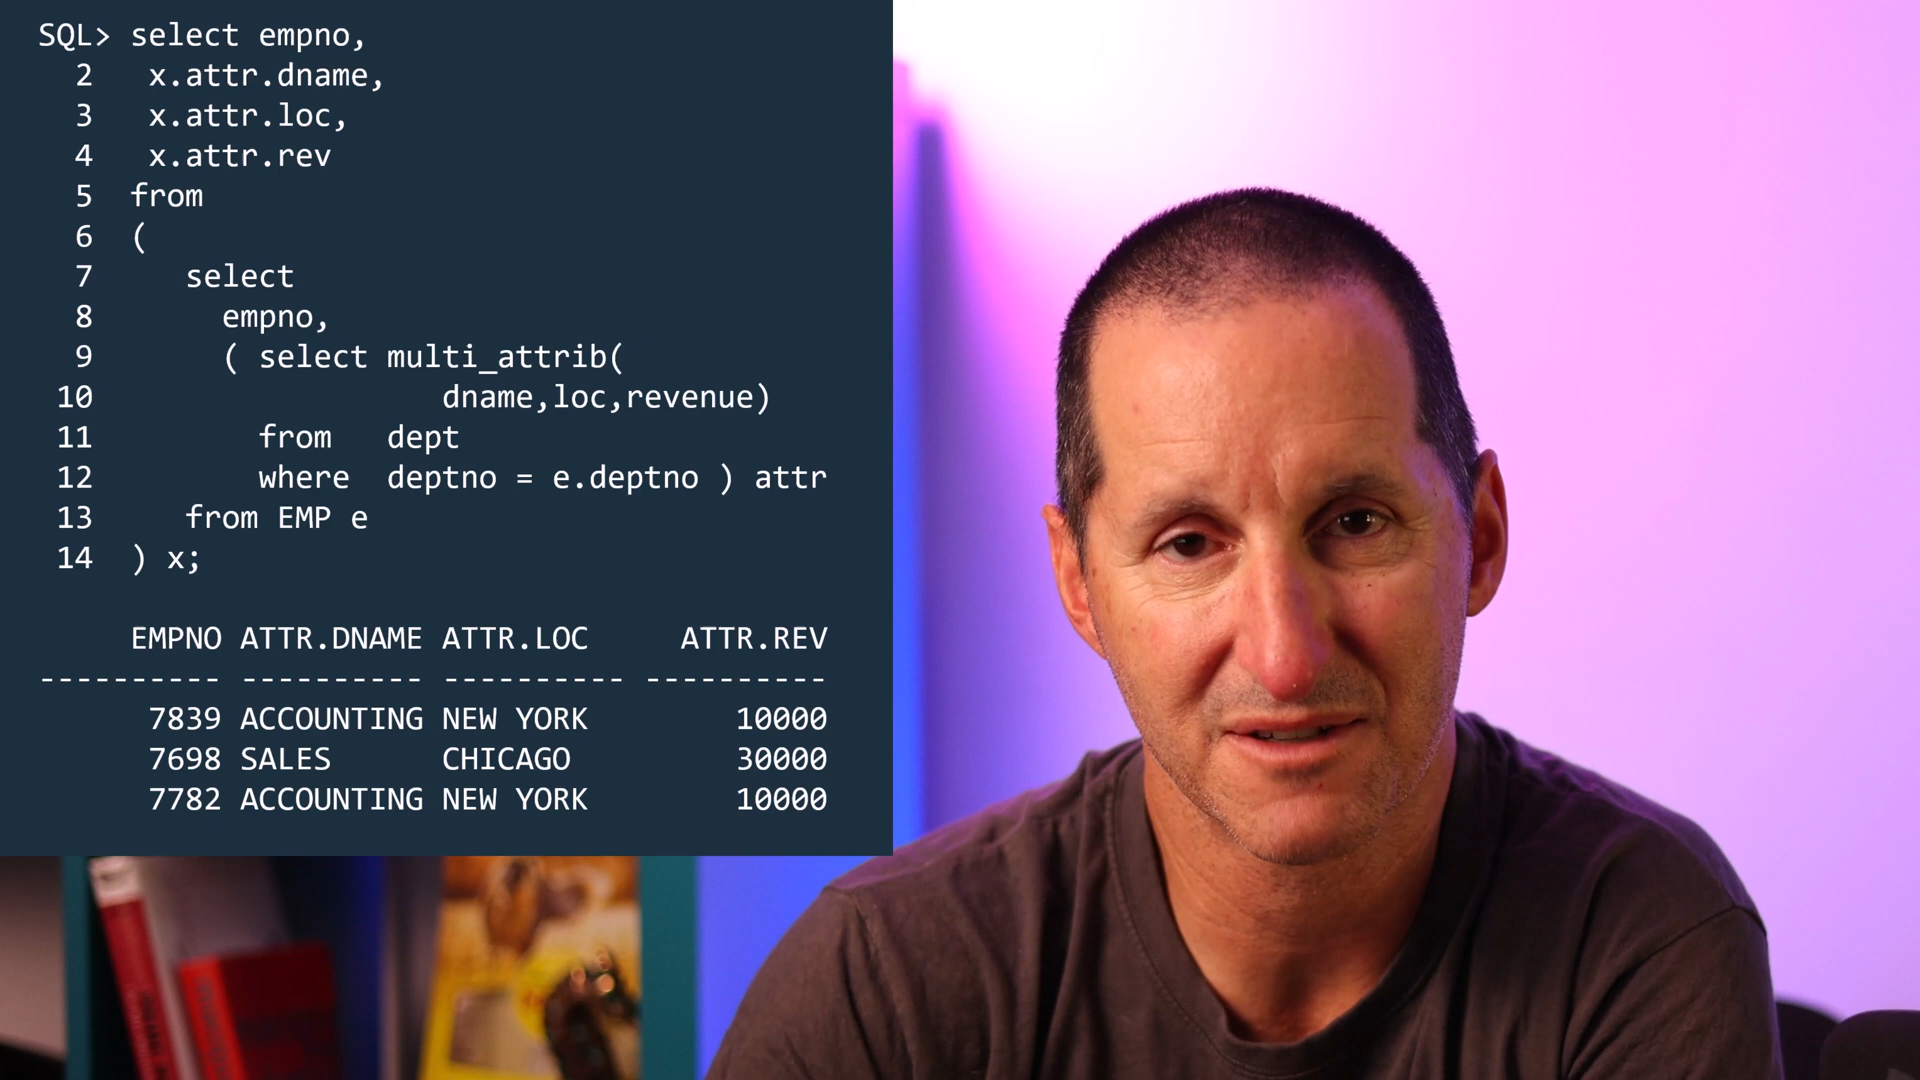 SQL> select empno,
  2   x.attr.dname,
  3   x.attr.loc,
  4   x.attr.rev
  5  from
  6  (
  7     select
  8       empno,
  9       ( select multi_attrib(
 10                   dname,loc,revenue)
 11         from   dept
 12         where  deptno = e.deptno ) attr
 13     from EMP e
 14  ) x;
     EMPNO ATTR.DNAME ATTR.LOC     ATTR.REV
---------- ---------- ---------- ----------
      7839 ACCOUNTING NEW YORK        10000
      7698 SALES      CHICAGO         30000
      7782 ACCOUNTING NEW YORK        10000